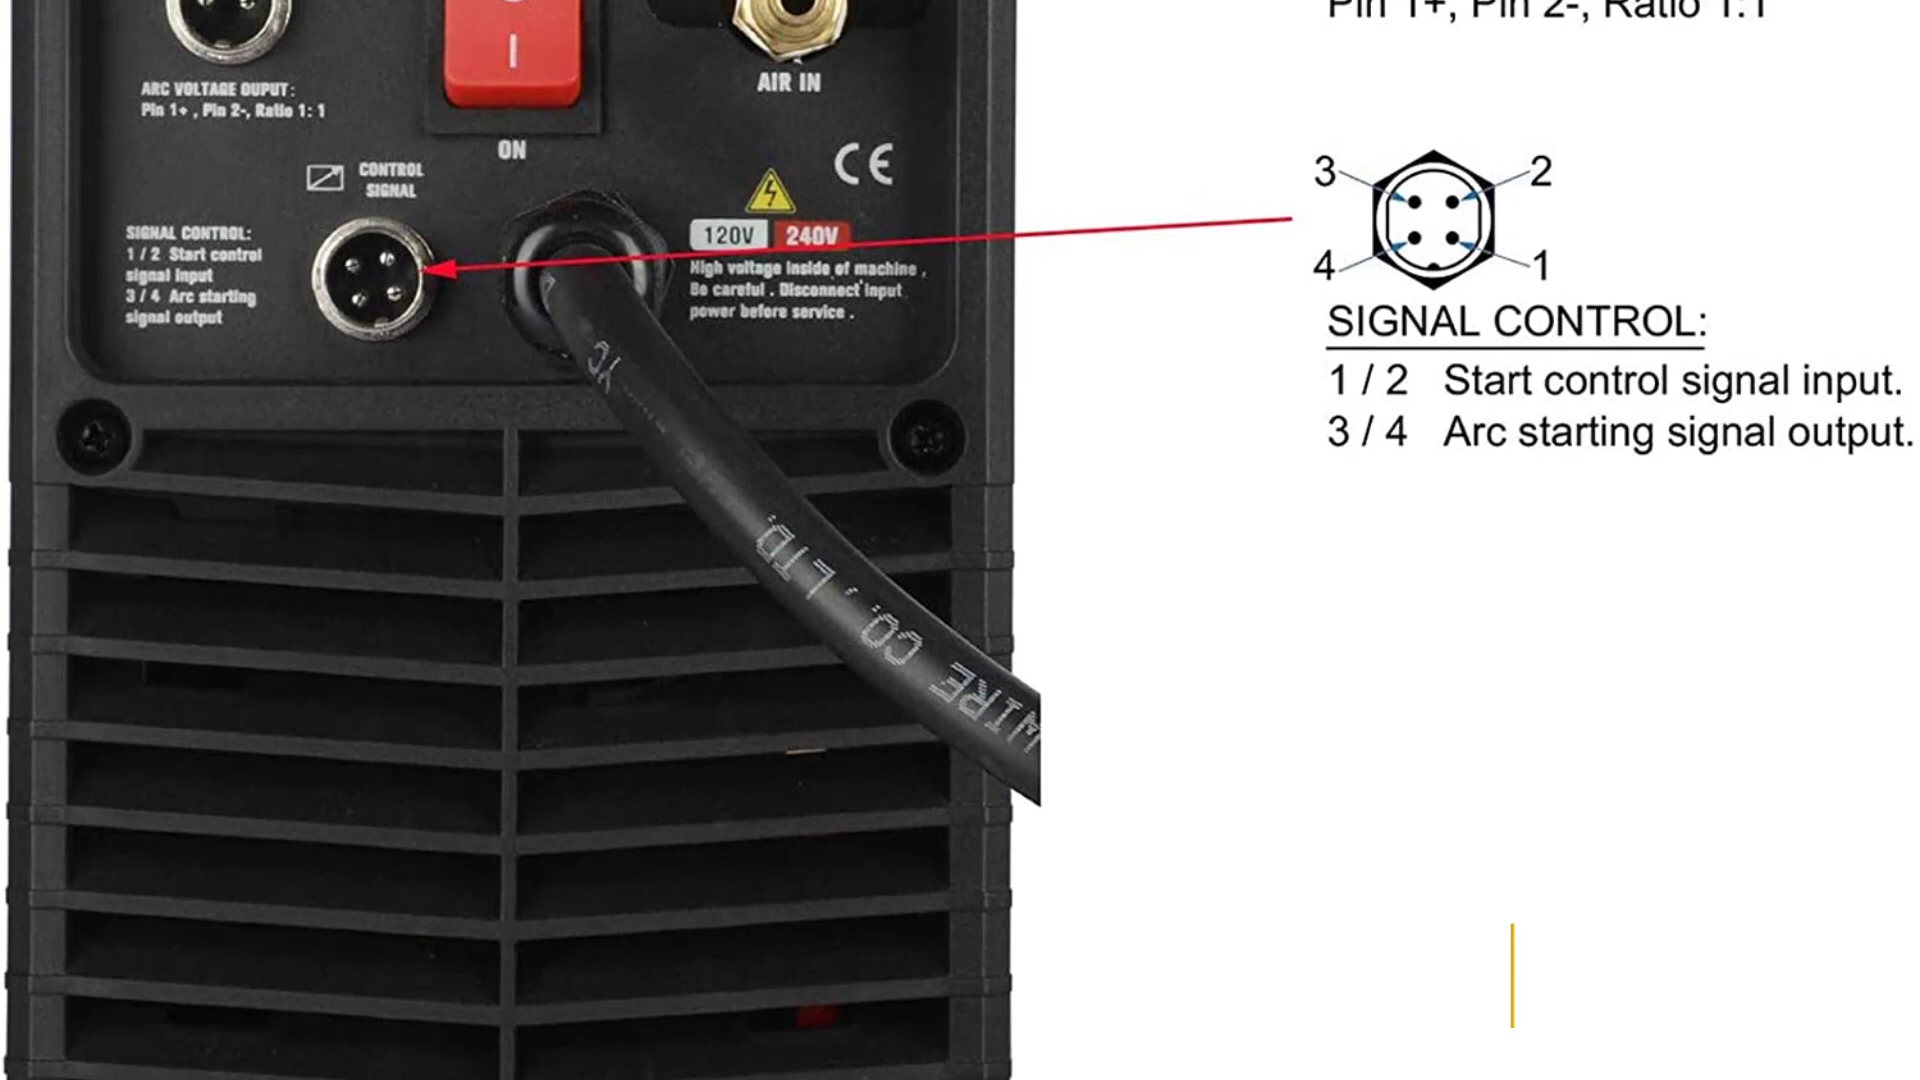 Pin 1+, Pin 2-, Ratio 1:1
I
AIR IN
ARC VOLTAGE OUPUT:
Pin 1+ , Pin 2-, Ratio 1: 1
ON
CONTROL
SIGNAL
CE
SIGNAL CONTROL:
1 / 2 Start control
signal input
3 / 4 Arc starting
signal output
120V 240V
High voltage inside of machine ,
Be careful . Disconnect input
power before service .
3 2
4 1
SIGNAL CONTROL:
1 / 2 Start control signal input.
3 / 4 Arc starting signal output.
YC
WIRE CO., LTD